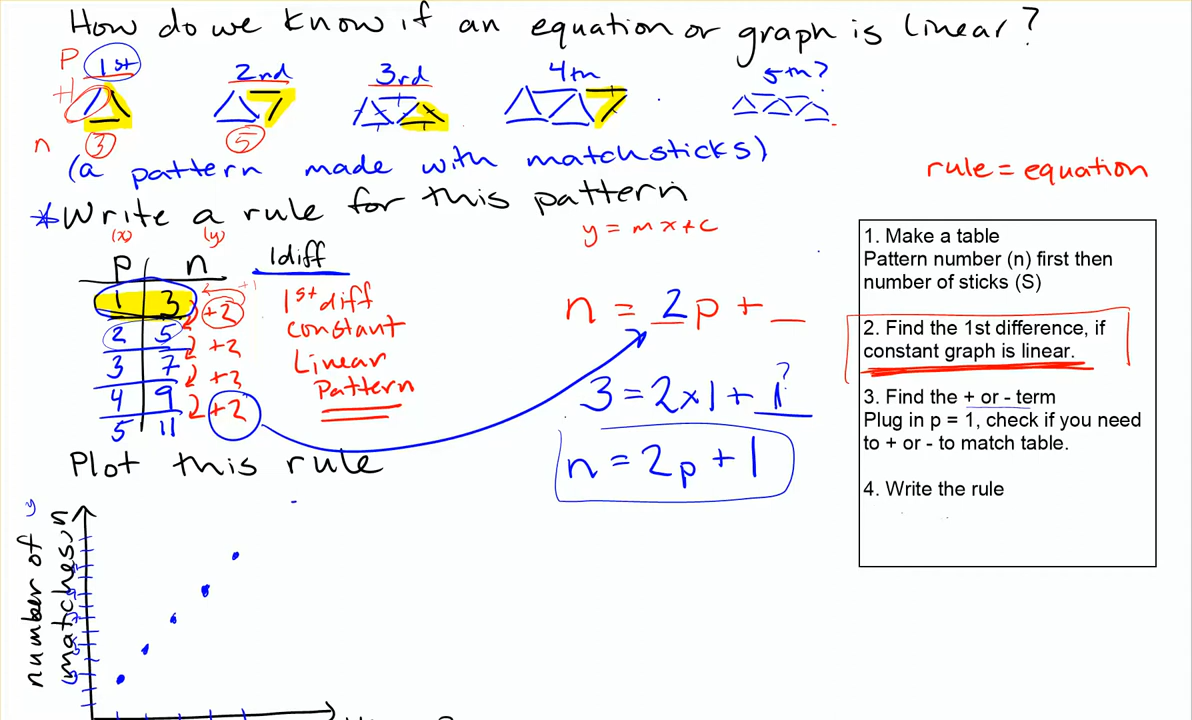 How do we know if an equation or graph is linear?
P 1st 2nd 3rd 4th 5th?
n 3 5
(a pattern made with matchsticks)
rule = equation
*Write a rule for this pattern
(x) (y)
y = mx+c
P n 1diff
1 3 +2
2 5 +2
3 7 +2
4 9 +2
5 11
+1
1st diff
constant
Linear
Pattern
n = 2p + _
3 = 2×1 + 1?
n = 2p + 1
1. Make a table
Pattern number (n) first then
number of sticks (S)
2. Find the 1st difference, if
constant graph is linear.
3. Find the + or - term
Plug in p = 1, check if you need
to + or - to match table.
4. Write the rule
Plot this rule
y
number of
matches, n